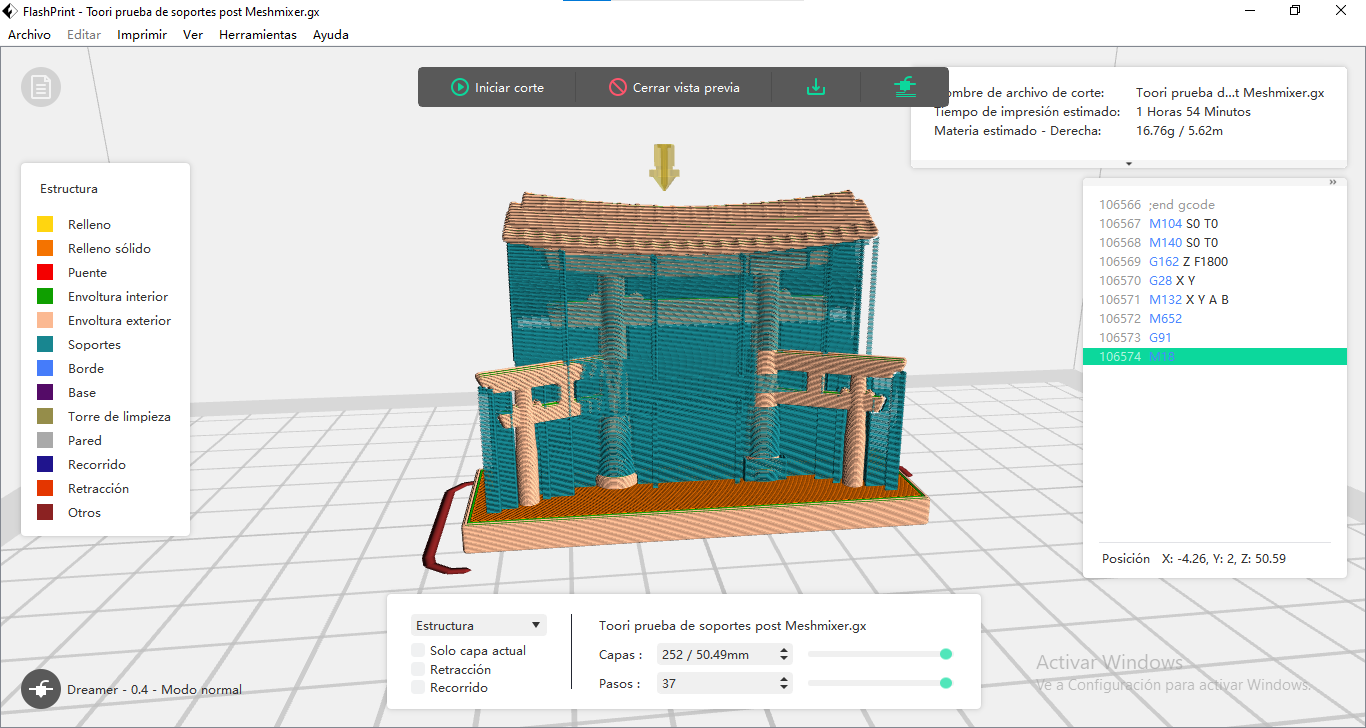 FlashPrint - Toori prueba de soportes post Meshmixer.gx
Archivo Editar Imprimir Ver Herramientas Ayuda
Iniciar corte Cerrar vista previa
ombre de archivo de corte: Toori prueba d...t Meshmixer.gx
Tiempo de impresión estimado: 1 Horas 54 Minutos
Materia estimado - Derecha: 16.76g / 5.62m
Estructura
Relleno
Relleno sólido
Puente
Envoltura interior
Envoltura exterior
Soportes
Borde
Base
Torre de limpieza
Pared
Recorrido
Retracción
Otros
106566 ;end gcode
106567 M104 S0 T0
106568 M140 S0 T0
106569 G162 Z F1800
106570 G28 X Y
106571 M132 X Y A B
106572 M652
106573 G91
106574 M18
Posición X: -4.26, Y: 2, Z: 50.59
Estructura
Solo capa actual
Retracción
Recorrido
Toori prueba de soportes post Meshmixer.gx
Capas : 252 / 50.49mm
Pasos : 37
Dreamer - 0.4 - Modo normal
Activar Windows
Ve a Configuración para activar Windows.